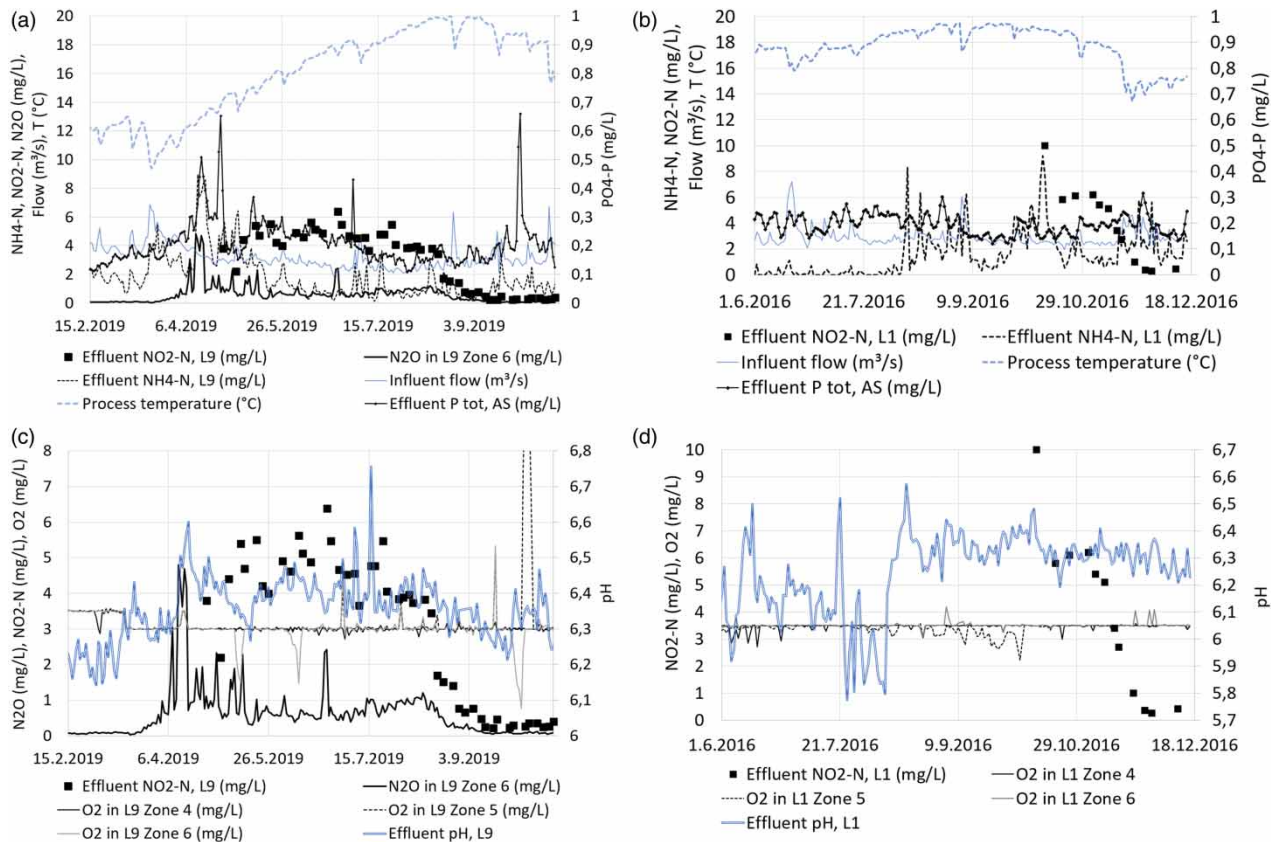 (a)
NH4-N, NO2-N, N2O (mg/L),
Flow (m³/s), T (°C)
20
18
16
14
12
10
8
6
4
2
0
1
0,9
0,8
0,7
0,6
0,5
0,4
0,3
0,2
0,1
0
PO4-P (mg/L)
15.2.2019 6.4.2019 26.5.2019 15.7.2019 3.9.2019
Effluent NO2-N, L9 (mg/L) N2O in L9 Zone 6 (mg/L)
Effluent NH4-N, L9 (mg/L) Influent flow (m³/s)
Process temperature (°C) Effluent P tot, AS (mg/L)
(b)
NH4-N, NO2-N (mg/L),
Flow (m³/s), T (°C)
20
18
16
14
12
10
8
6
4
2
0
1
0,9
0,8
0,7
0,6
0,5
0,4
0,3
0,2
0,1
0
PO4-P (mg/L)
1.6.2016 21.7.2016 9.9.2016 29.10.2016 18.12.2016
Effluent NO2-N, L1 (mg/L) Effluent NH4-N, L1 (mg/L)
Influent flow (m³/s) Process temperature (°C)
Effluent P tot, AS (mg/L)
(c)
N2O (mg/L), NO2-N (mg/L), O2 (mg/L)
8
7
6
5
4
3
2
1
0
6,8
6,7
6,6
6,5
6,4
6,3
6,2
6,1
6
pH
15.2.2019 6.4.2019 26.5.2019 15.7.2019 3.9.2019
Effluent NO2-N, L9 (mg/L) N2O in L9 Zone 6 (mg/L)
O2 in L9 Zone 4 (mg/L) O2 in L9 Zone 5 (mg/L)
O2 in L9 Zone 6 (mg/L) Effluent pH, L9
(d)
NO2-N (mg/L), O2 (mg/L)
10
9
8
7
6
5
4
3
2
1
0
6,7
6,6
6,5
6,4
6,3
6,2
6,1
6
5,9
5,8
5,7
pH
1.6.2016 21.7.2016 9.9.2016 29.10.2016 18.12.2016
Effluent NO2-N, L1 (mg/L) O2 in L1 Zone 4
O2 in L1 Zone 5 O2 in L1 Zone 6
Effluent pH, L1